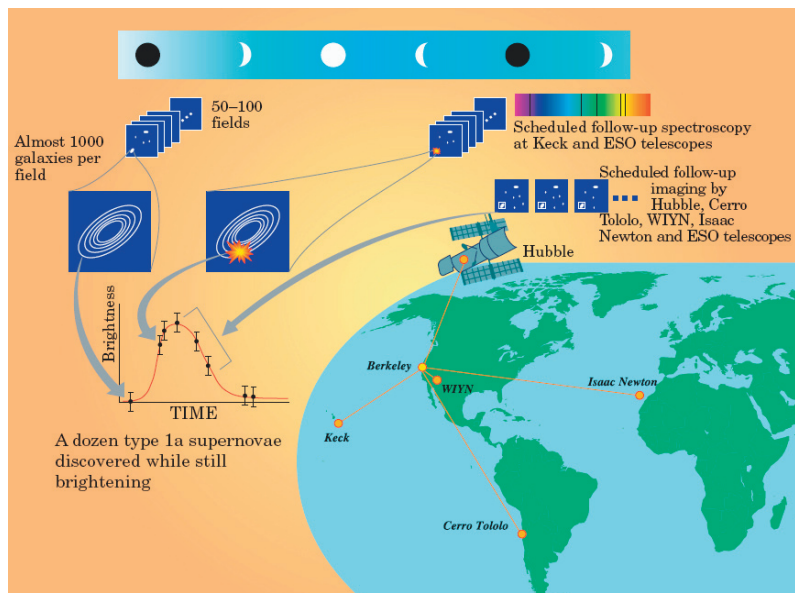 50–100
fields
Almost 1000
galaxies per
field
Scheduled follow-up spectroscopy
at Keck and ESO telescopes
Scheduled follow-up
imaging by
Hubble, Cerro
Tololo, WIYN, Isaac
Newton and ESO telescopes
Hubble
Brightness
TIME
A dozen type 1a supernovae
discovered while still
brightening
Berkeley
WIYN
Isaac Newton
Keck
Cerro Tololo